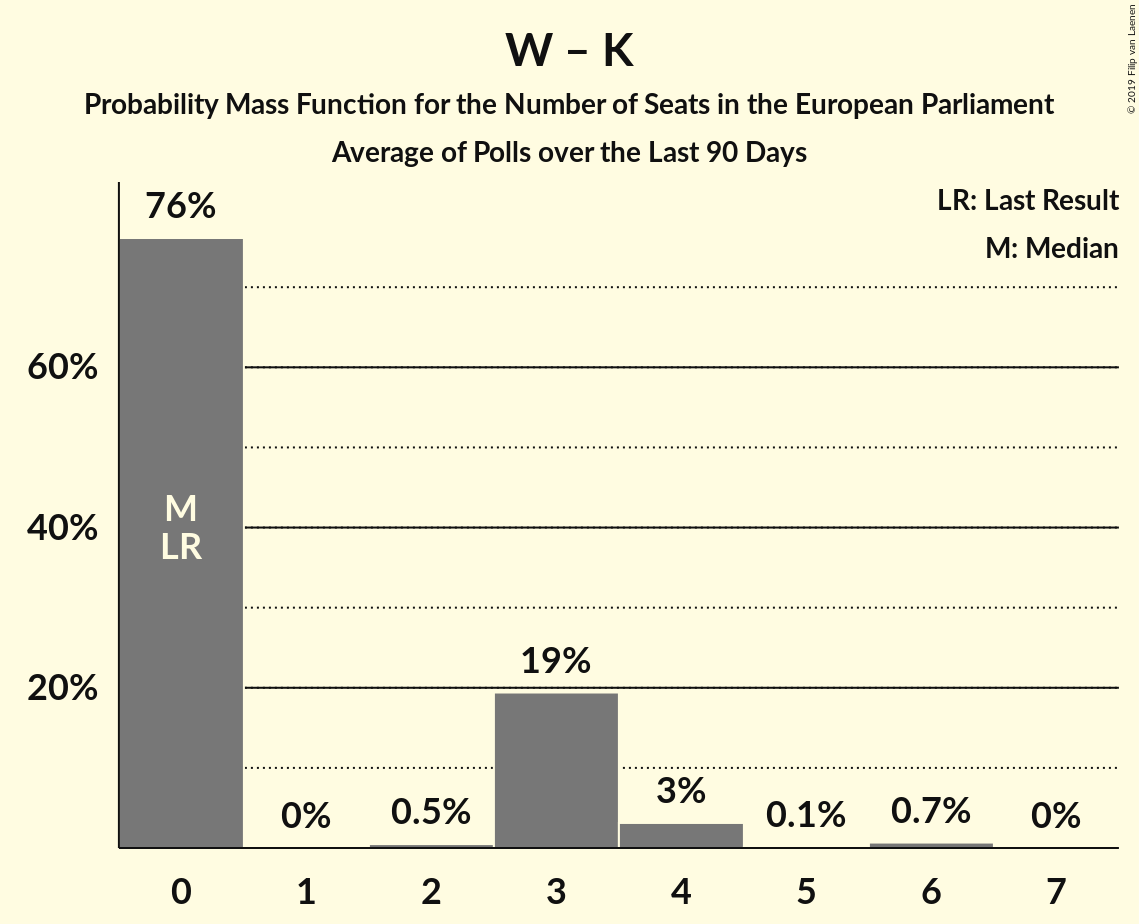 W – K
Probability Mass Function for the Number of Seats in the European Parliament
Average of Polls over the Last 90 Days
© 2019 Filip van Laenen
LR: Last Result
M: Median
76%
60%
40%
20%
M
LR
0%
0.5%
19%
3%
0.1%
0.7%
0%
0 1 2 3 4 5 6 7